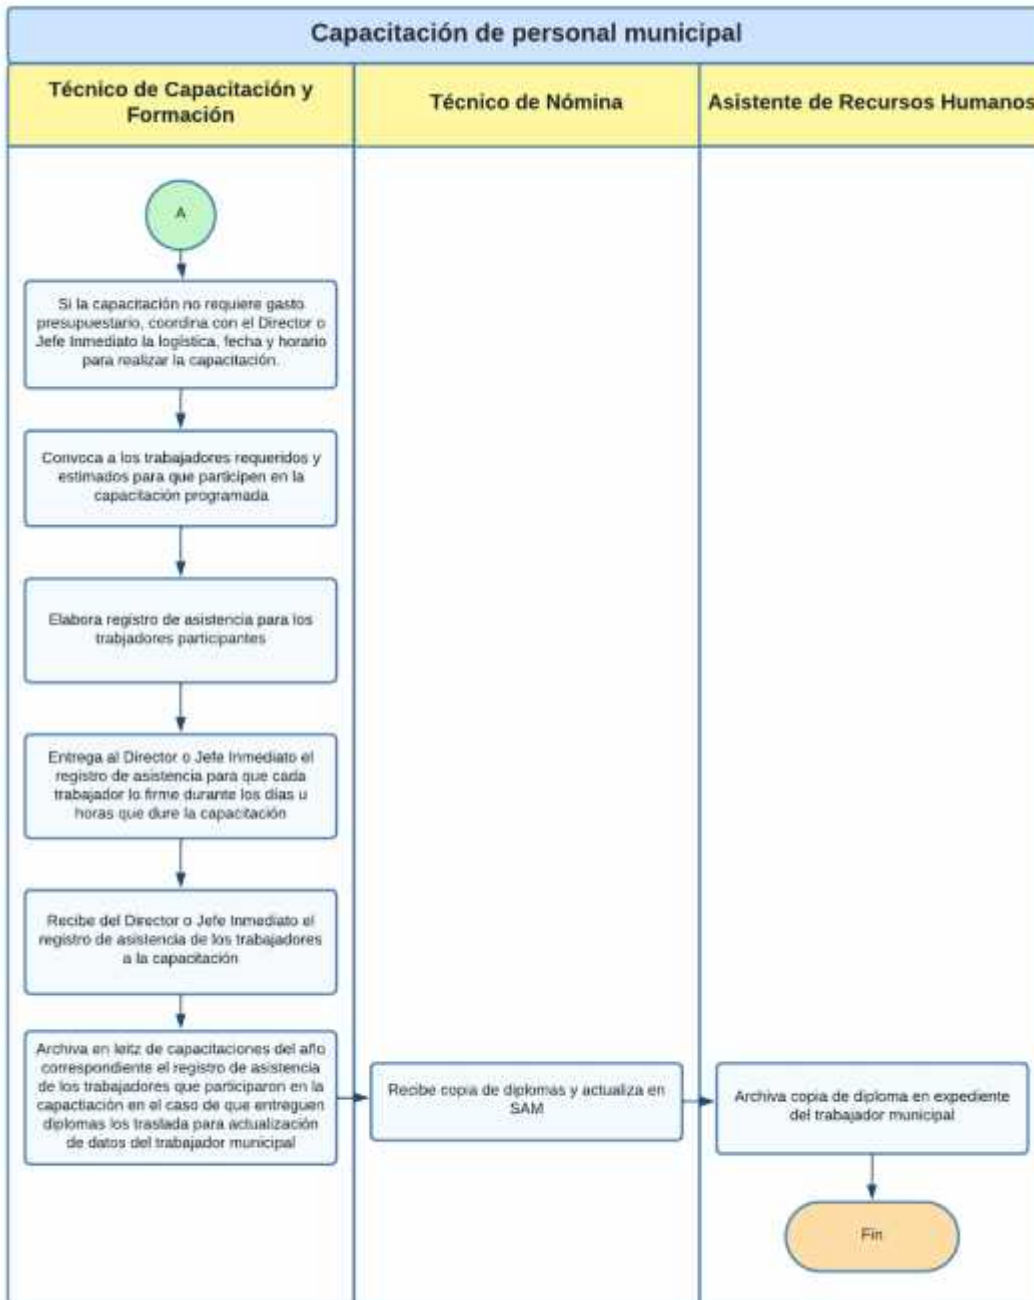 Capacitación de personal municipal
Técnico de Capacitación y
Formación
Técnico de Nómina
Asistente de Recursos Humanos
A
Si la capacitación no requiere gasto
presupuestario, coordina con el Director o
Jefe Inmediato la logística, fecha y horario
para realizar la capacitación.
Convoca a los trabajadores requeridos y
estimados para que participen en la
capacitación programada
Elabora registro de asistencia para los
trabjadores participantes
Entrega al Director o Jefe Inmediato el
registro de asistencia para que cada
trabajador lo firme durante los días u
horas que dure la capacitación
Recibe del Director o Jefe Inmediato el
registro de asistencia de los trabajadores
a la capacitación
Archiva en leitz de capacitaciones del año
correspondiente el registro de asistencia
de los trabajadores que participaron en la
capactiación en el caso de que entreguen
diplomas los traslada para actualización
de datos del trabajador municipal
Recibe copia de diplomas y actualiza en
SAM
Archiva copia de diploma en expediente
del trabajador municipal
Fin